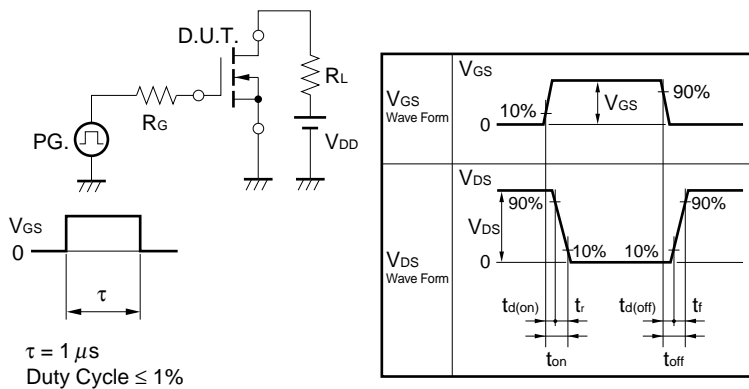 D.U.T.
RL
RG
PG.
VDD
VGS
0
τ
τ = 1 μs
Duty Cycle ≤ 1%
VGS
Wave Form
VGS
10%
VGS
90%
0
VDS
Wave Form
VDS
90%
VDS
90%
10%
10%
0
td(on)
tr
td(off)
tf
ton
toff